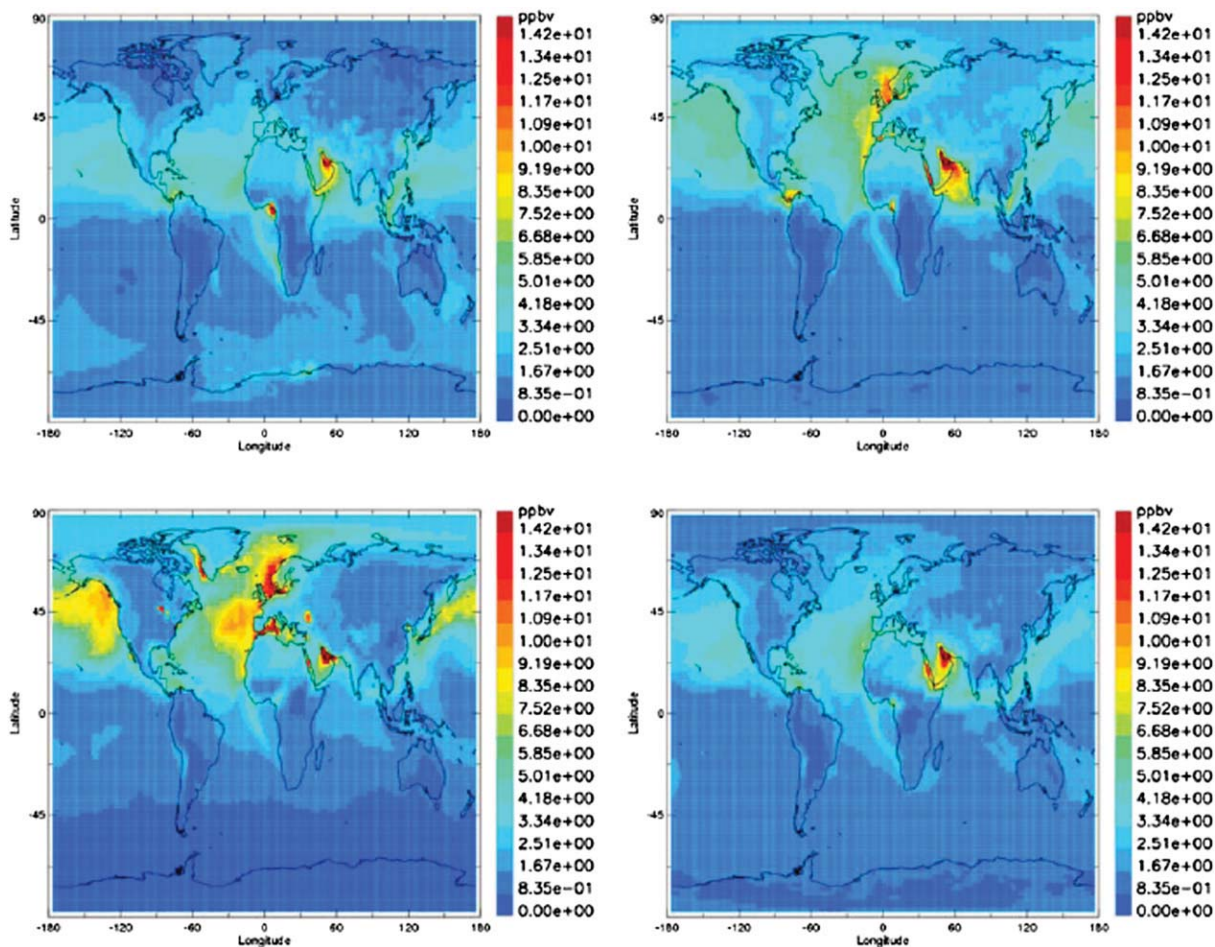 ppbv
90
45
0
-45
Latitude
-180 -120 -60 0 60 120 180
Longitude
1.42e+01
1.34e+01
1.25e+01
1.17e+01
1.09e+01
1.00e+01
9.19e+00
8.35e+00
7.52e+00
6.68e+00
5.85e+00
5.01e+00
4.18e+00
3.34e+00
2.51e+00
1.67e+00
8.35e-01
0.00e+00
ppbv
90
45
0
-45
Latitude
-180 -120 -60 0 60 120 180
Longitude
1.42e+01
1.34e+01
1.25e+01
1.17e+01
1.09e+01
1.00e+01
9.19e+00
8.35e+00
7.52e+00
6.68e+00
5.85e+00
5.01e+00
4.18e+00
3.34e+00
2.51e+00
1.67e+00
8.35e-01
0.00e+00
ppbv
90
45
0
-45
Latitude
-180 -120 -60 0 60 120 180
Longitude
1.42e+01
1.34e+01
1.25e+01
1.17e+01
1.09e+01
1.00e+01
9.19e+00
8.35e+00
7.52e+00
6.68e+00
5.85e+00
5.01e+00
4.18e+00
3.34e+00
2.51e+00
1.67e+00
8.35e-01
0.00e+00
ppbv
90
45
0
-45
Latitude
-180 -120 -60 0 60 120 180
Longitude
1.42e+01
1.34e+01
1.25e+01
1.17e+01
1.09e+01
1.00e+01
9.19e+00
8.35e+00
7.52e+00
6.68e+00
5.85e+00
5.01e+00
4.18e+00
3.34e+00
2.51e+00
1.67e+00
8.35e-01
0.00e+00